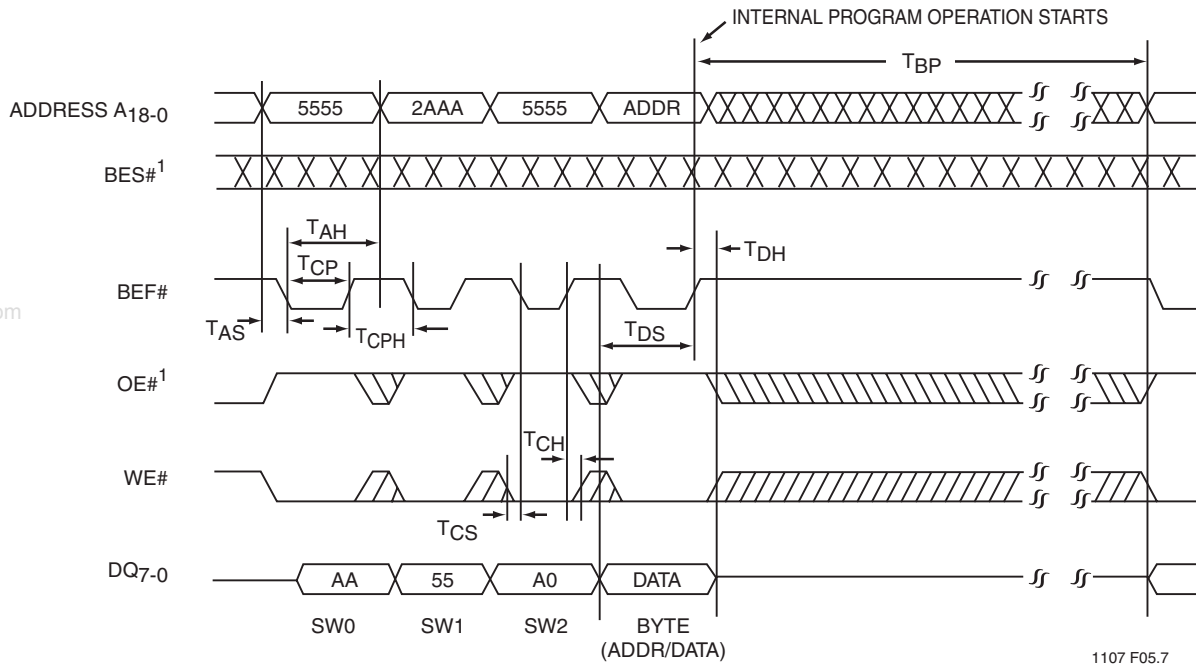 INTERNAL PROGRAM OPERATION STARTS
TBP
ADDRESS A18-0
5555
2AAA
5555
ADDR
BES#1
TAH
TDH
TCP
BEF#
om
TAS
TCPH
TDS
OE#1
TCH
WE#
TCS
DQ7-0
AA
55
A0
DATA
SW0
SW1
SW2
BYTE
(ADDR/DATA)
1107 F05.7